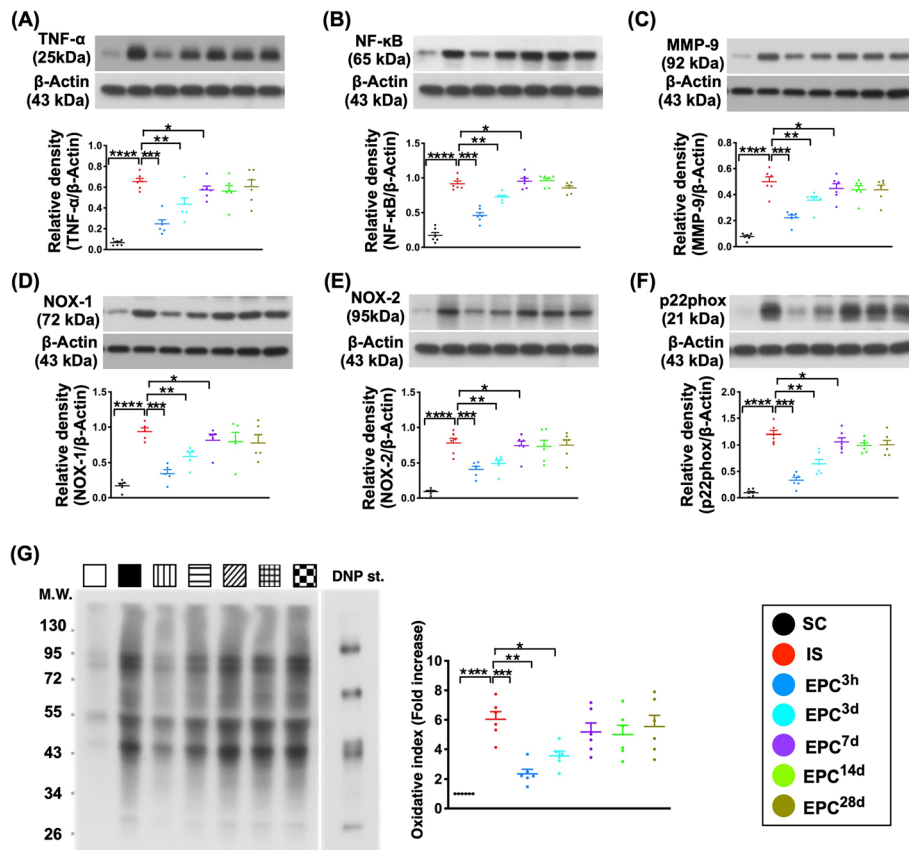 (A)
TNF-α
(25kDa)
β-Actin
(43 kDa)
Relative density
(TNF-α/β-Actin)
1.0
0.8
0.6
0.4
0.2
0.0
****
***
**
*
(B)
NF-κB
(65 kDa)
β-Actin
(43 kDa)
Relative density
(NF-κB/β-Actin)
1.5
1.0
0.5
0.0
****
***
**
*
(C)
MMP-9
(92 kDa)
β-Actin
(43 kDa)
Relative density
(MMP-9/β-Actin)
0.8
0.6
0.4
0.2
0.0
****
***
**
*
(D)
NOX-1
(72 kDa)
β-Actin
(43 kDa)
Relative density
(NOX-1/β-Actin)
1.5
1.0
0.5
0.0
****
***
**
*
(E)
NOX-2
(95kDa)
β-Actin
(43 kDa)
Relative density
(NOX-2/β-Actin)
1.5
1.0
0.5
0.0
****
***
**
*
(F)
p22phox
(21 kDa)
β-Actin
(43 kDa)
Relative density
(p22phox/β-Actin)
2.0
1.5
1.0
0.5
0.0
****
***
**
*
(G)
M.W.
130
95
72
55
43
34
26
DNP st.
Oxidative index (Fold increase)
10
8
6
4
2
0
****
***
**
*
SC
IS
EPC3h
EPC3d
EPC7d
EPC14d
EPC28d